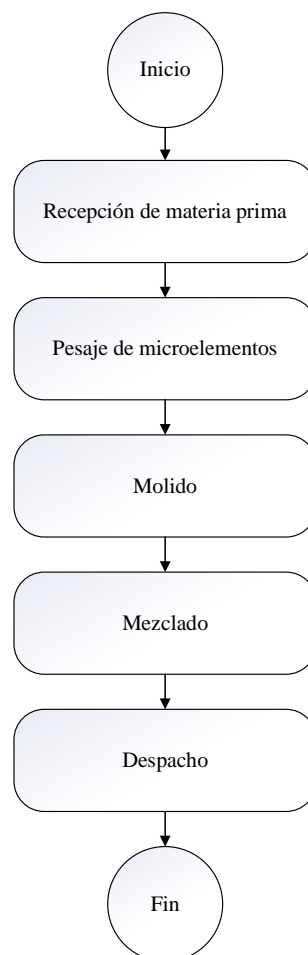 Inicio
Recepción de materia prima
Pesaje de microelementos
Molido
Mezclado
Despacho
Fin